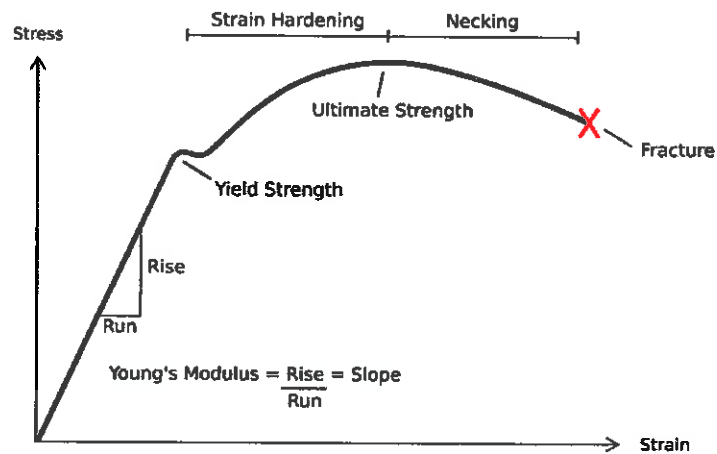 Strain Hardening
Necking
Stress
Ultimate Strength
Fracture
Yield Strength
Rise
Run
Young's Modulus = Rise = Slope
Run
Strain